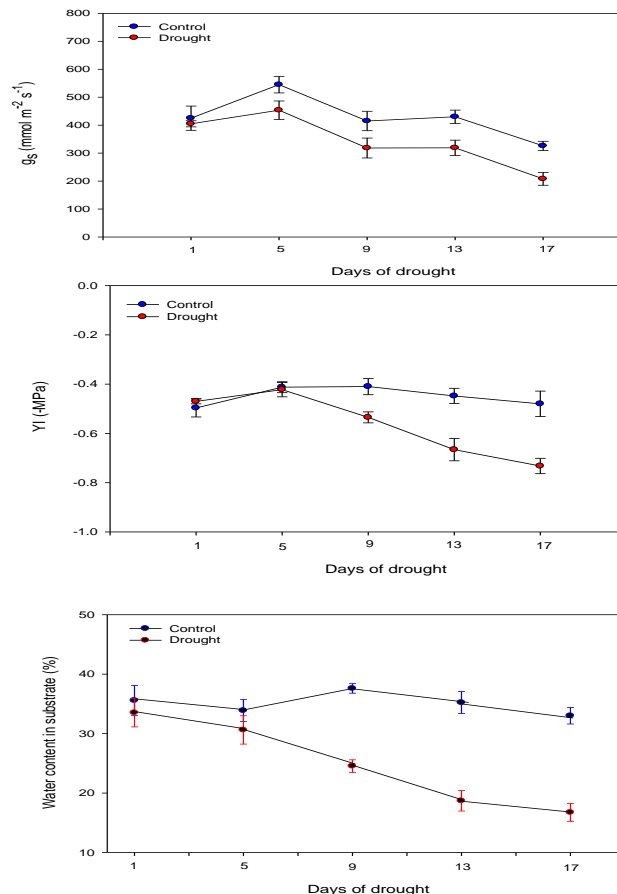 800
700
600
500
400
300
200
100
0
gs (mmol m-2 s-1)
Control
Drought
1 5 9 13 17
Days of drought
0.0
-0.2
-0.4
-0.6
-0.8
-1.0
Yl (-MPa)
Control
Drought
1 5 9 13 17
Days of drought
50
40
30
20
10
Water content in substrate (%)
Control
Drought
1 5 9 13 17
Days of drought